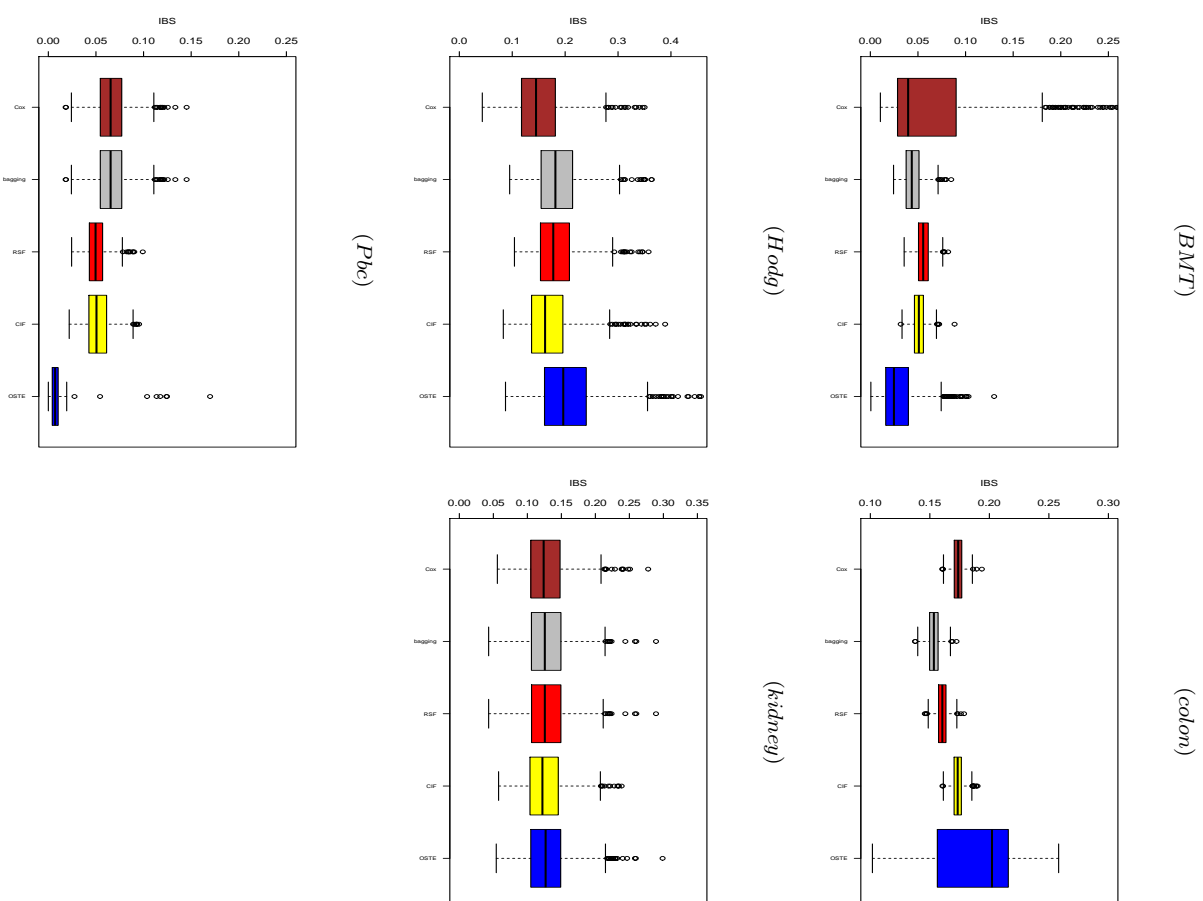 IBS
0.00 0.05 0.10 0.15 0.20 0.25
Cox
bagging
RSF
CIF
OSTE
(Pbc)
IBS
0.0 0.1 0.2 0.3 0.4
Cox
bagging
RSF
CIF
OSTE
(Hodg)
IBS
0.00 0.05 0.10 0.15 0.20 0.25
Cox
bagging
RSF
CIF
OSTE
(BMT)
IBS
0.00 0.05 0.10 0.15 0.20 0.25 0.30 0.35
Cox
bagging
RSF
CIF
OSTE
(kidney)
IBS
0.10 0.15 0.20 0.25 0.30
Cox
bagging
RSF
CIF
OSTE
(colon)